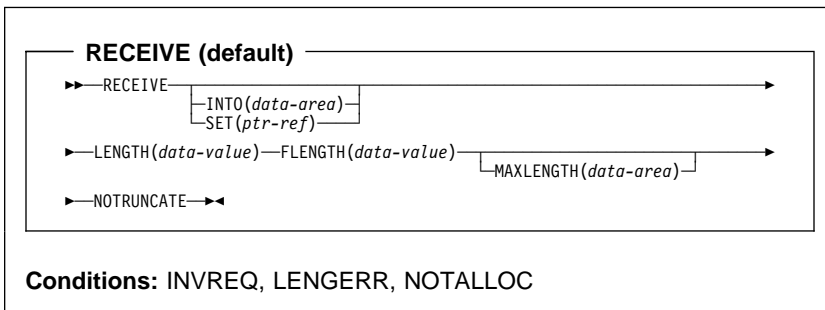 RECEIVE (default)
RECEIVE
INTO(data-area)
SET(ptr-ref)
LENGTH(data-value) FLENGTH(data-value)
MAXLENGTH(data-area)
NOTRUNCATE
Conditions: INVREQ, LENGERR, NOTALLOC